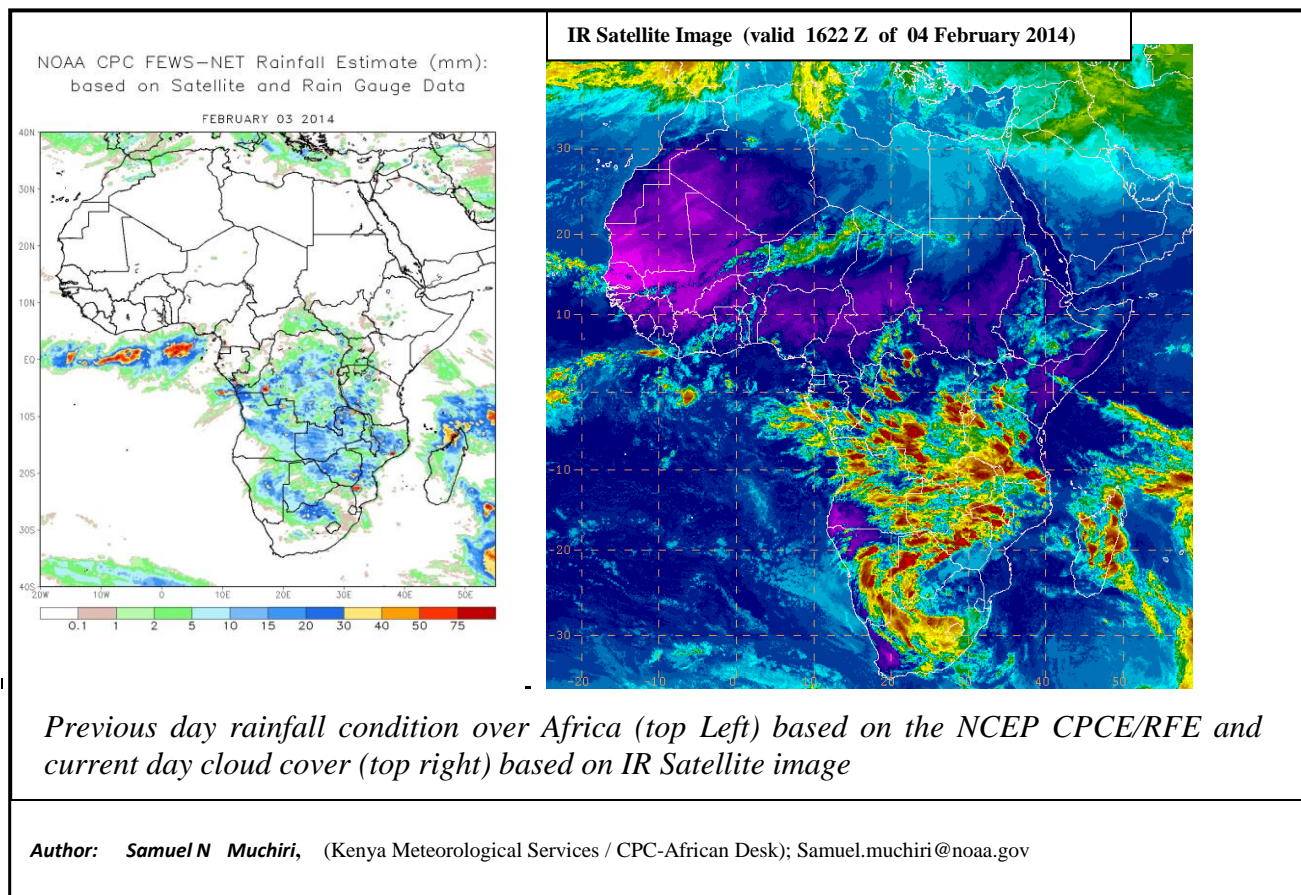 NOAA CPC FEWS-NET Rainfall Estimate (mm):
based on Satellite and Rain Gauge Data
FEBRUARY 03 2014
40N
30N
20N
10N
EQ
10S
20S
30S
40S
20W 10W 0 10E 20E 30E 40E 50E
0.1 1 2 5 10 15 20 30 40 50 75
IR Satellite Image (valid 1622 Z of 04 February 2014)
30
20
10
0
-10
-20
-30
-20 -10 0 10 20 30 40 50
Previous day rainfall condition over Africa (top Left) based on the NCEP CPCE/RFE and
current day cloud cover (top right) based on IR Satellite image
Author: Samuel N Muchiri, (Kenya Meteorological Services / CPC-African Desk); Samuel.muchiri@noaa.gov